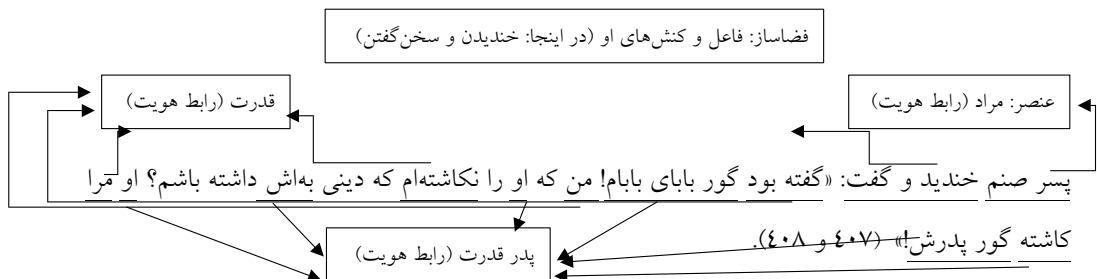 فضاساز: فاعل و کنش‌های او (در اینجا: خندیدن و سخن‌گفتن)
عنصر: مراد (رابط هویت)
قدرت (رابط هویت)
پسر صنم خندید و گفت: «گفته بود گور بابای بابام! من که او را نکاشته‌ام که دینی به‌اش داشته باشم؟ او مرا
کاشته گور پدرش!» (٤٠٧ و ٤٠٨).
پدر قدرت (رابط هویت)